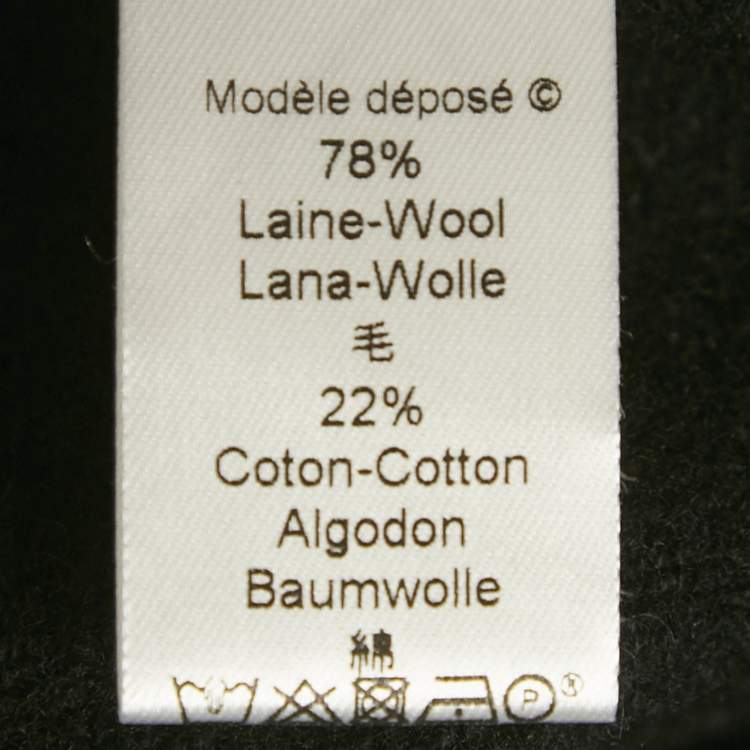 Modèle déposé ©
78%
Laine-Wool
Lana-Wolle
毛
22%
Coton-Cotton
Algodon
Baumwolle
綿
P ®